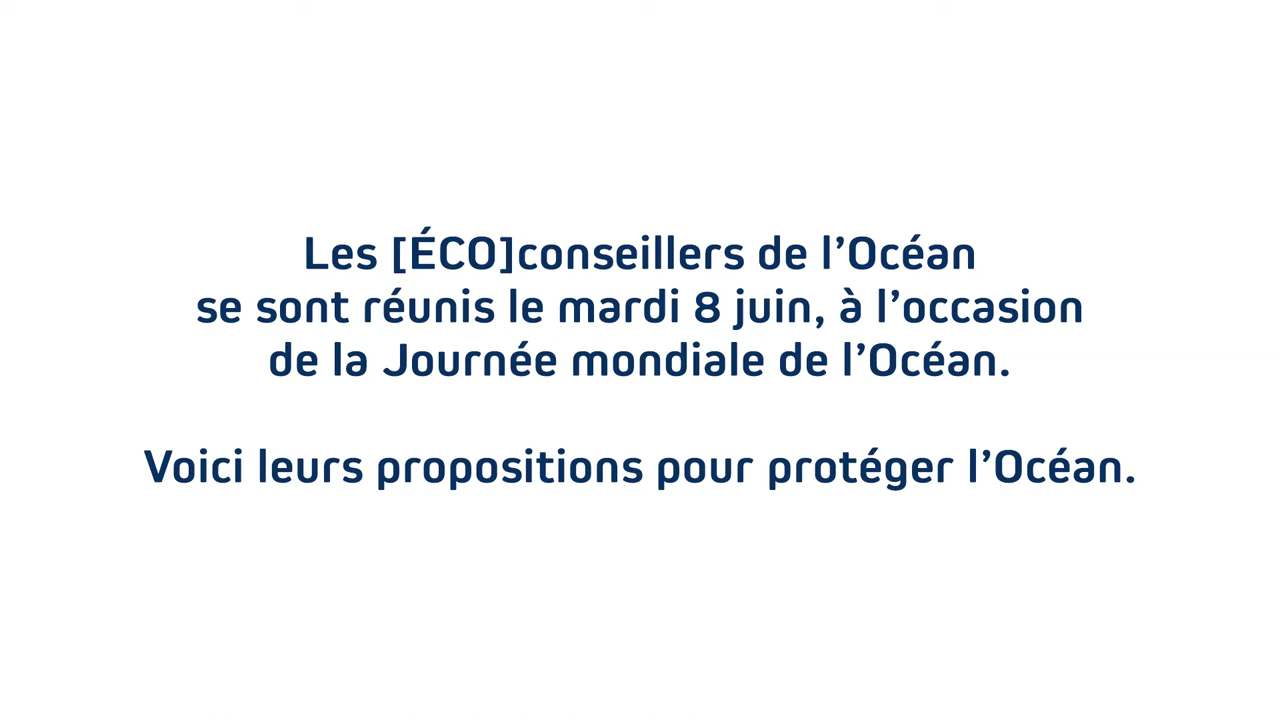 Les [ÉCO]conseillers de l’Océan
se sont réunis le mardi 8 juin, à l’occasion
de la Journée mondiale de l’Océan.
Voici leurs propositions pour protéger l’Océan.